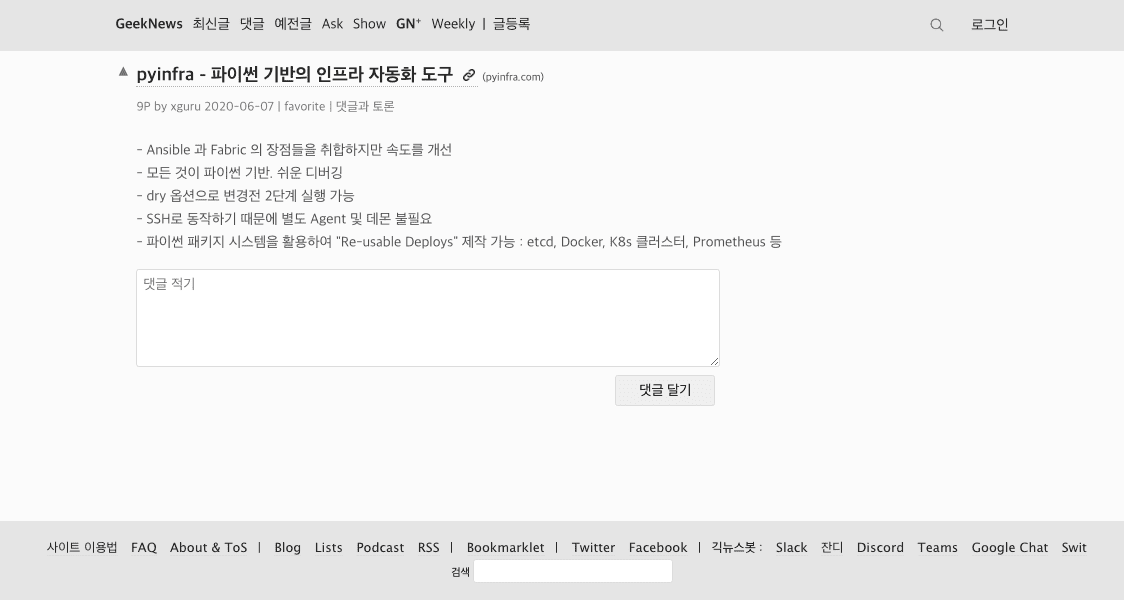 GeekNews 최신글 댓글 예전글 Ask Show GN+ Weekly | 글등록 로그인
▲ pyinfra - 파이썬 기반의 인프라 자동화 도구 (pyinfra.com)
9P by xguru 2020-06-07 | favorite | 댓글과 토론
- Ansible 과 Fabric 의 장점들을 취합하지만 속도를 개선
- 모든 것이 파이썬 기반. 쉬운 디버깅
- dry 옵션으로 변경전 2단계 실행 가능
- SSH로 동작하기 때문에 별도 Agent 및 데몬 불필요
- 파이썬 패키지 시스템을 활용하여 "Re-usable Deploys" 제작 가능 : etcd, Docker, K8s 클러스터, Prometheus 등
댓글 적기
댓글 달기
사이트 이용법 FAQ About & ToS | Blog Lists Podcast RSS | Bookmarklet | Twitter Facebook | 긱뉴스봇 : Slack 잔디 Discord Teams Google Chat Swit
검색